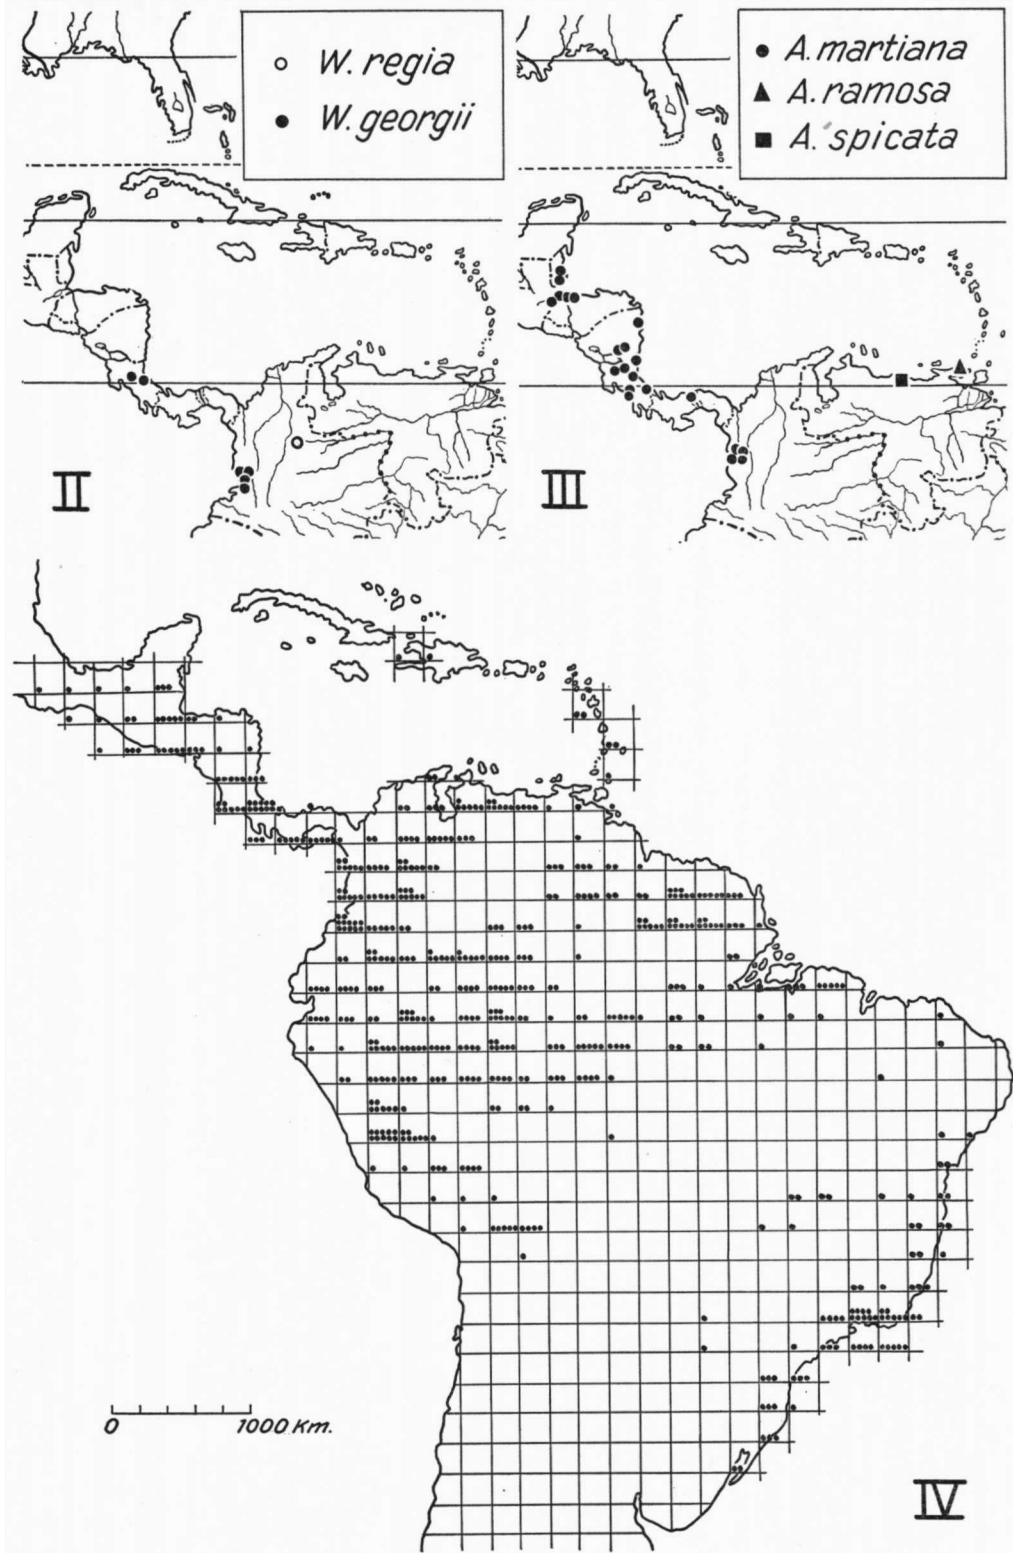 W. regia
W. georgii
II
A. martiana
A. ramosa
A. spicata
III
0 1000 Km.
IV